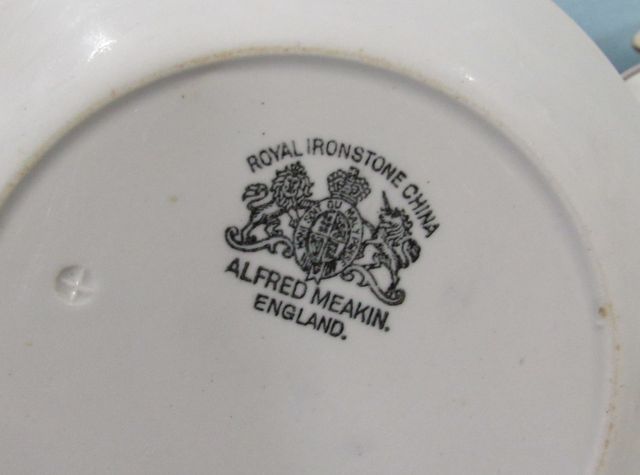 ROYAL IRONSTONE CHINA
ALFRED MEAKIN.
ENGLAND.